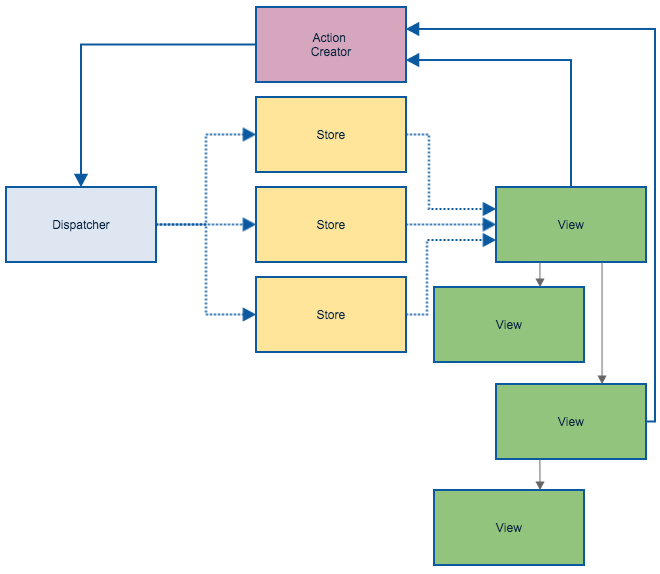 Action
Creator
Store
Dispatcher
Store
View
Store
View
View
View